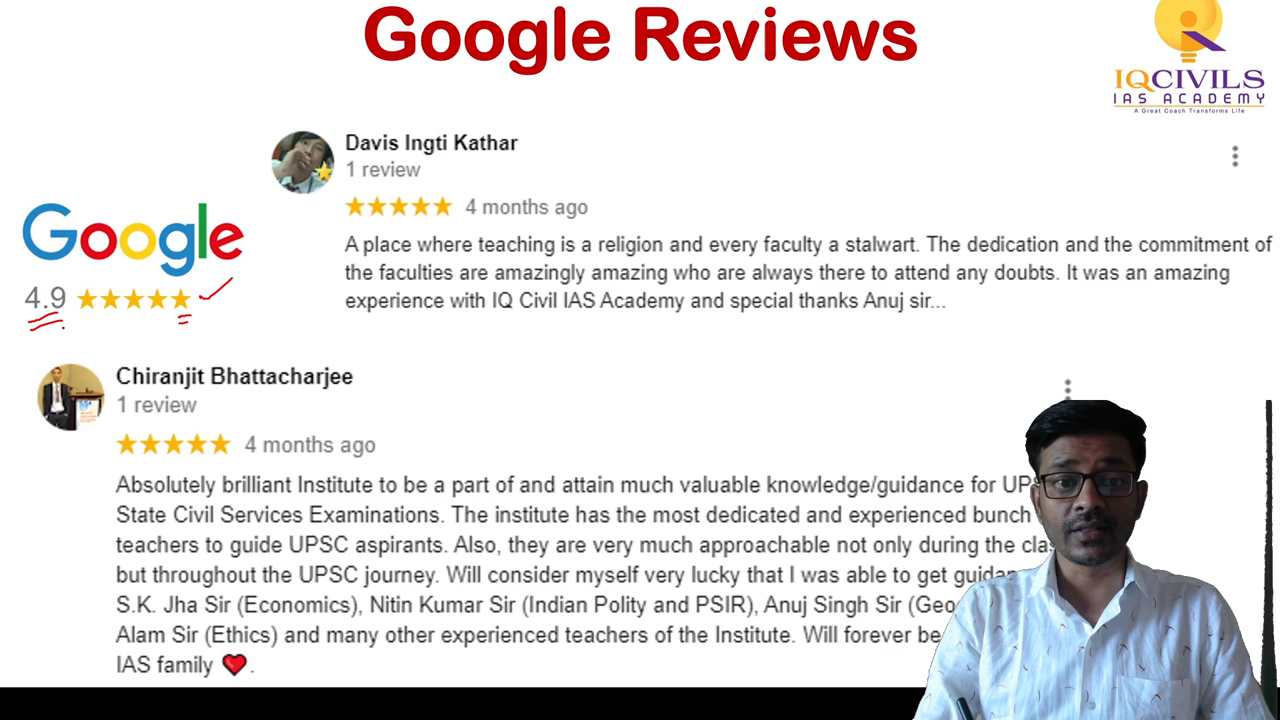 Google Reviews
IQCIVILS
IAS ACADEMY
A Great Coach Transforms Life
Davis Ingti Kathar
1 review
4 months ago
Google
4.9
A place where teaching is a religion and every faculty a stalwart. The dedication and the commitment of
the faculties are amazingly amazing who are always there to attend any doubts. It was an amazing
experience with IQ Civil IAS Academy and special thanks Anuj sir...
Chiranjit Bhattacharjee
1 review
4 months ago
Absolutely brilliant Institute to be a part of and attain much valuable knowledge/guidance for
State Civil Services Examinations. The institute has the most dedicated and experienced bunch
teachers to guide UPSC aspirants. Also, they are very much approachable not only during the
but throughout the UPSC journey. Will consider myself very lucky that I was able to get
S.K. Jha Sir (Economics), Nitin Kumar Sir (Indian Polity and PSIR), Anuj Singh Sir
Alam Sir (Ethics) and many other experienced teachers of the Institute. Will forever be
IAS family ❤.